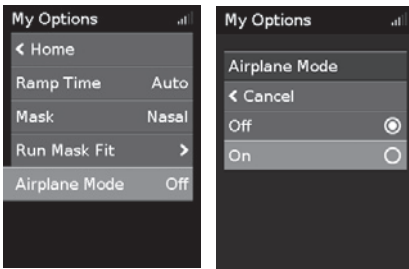 My Options
< Home
Ramp Time Auto
Mask Nasal
Run Mask Fit >
Airplane Mode Off
My Options
Airplane Mode
< Cancel
Off
On